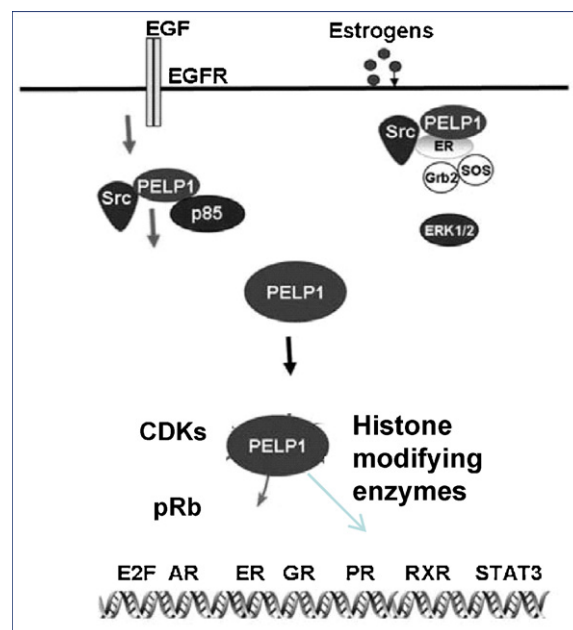 EGF
Estrogens
EGFR
PELP1
Src
ER
Grb2
SOS
PELP1
Src
p85
ERK1/2
PELP1
CDKs
PELP1
Histone
modifying
enzymes
pRb
E2F AR ER GR PR RXR STAT3